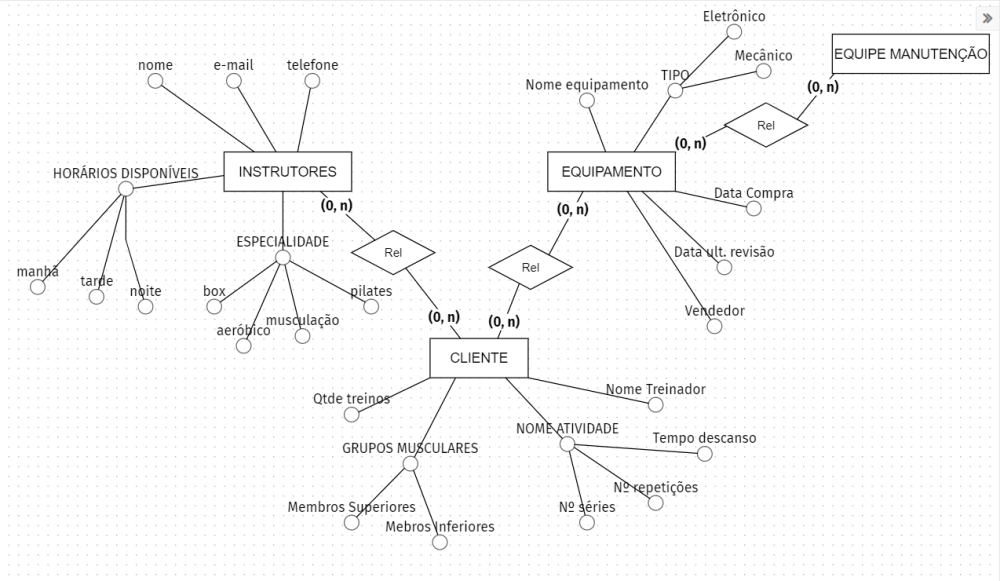 Eletrônico
EQUIPE MANUTENÇÃO
Mecânico
nome
e-mail
telefone
TIPO
Nome equipamento
(0, n)
Rel
(0, n)
INSTRUTORES
EQUIPAMENTO
HORÁRIOS DISPONÍVEIS
Data Compra
(0, n)
(0, n)
ESPECIALIDADE
Rel
Rel
Data ult. revisão
manhã
tarde
noite
box
pilates
aeróbico
musculação
(0, n)
(0, n)
Vendedor
CLIENTE
Qtde treinos
Nome Treinador
GRUPOS MUSCULARES
NOME ATIVIDADE
Tempo descanso
Membros Superiores
Mebros Inferiores
Nº séries
Nº repetições